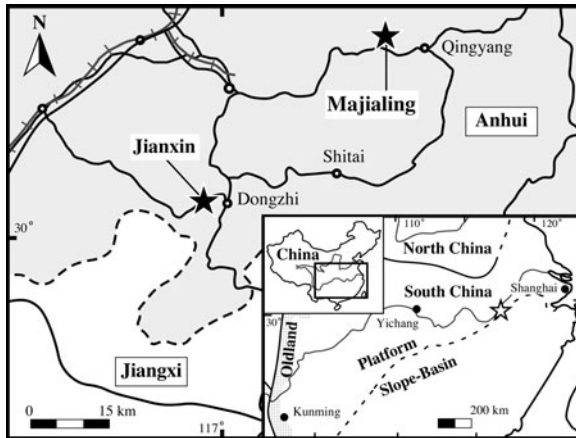 N
Qingyang
Majialing
Anhui
Jianxin
Shitai
Dongzhi
30°
Jiangxi
0 15 km
117°
110°
120°
China
North China
South China
Shanghai
30°
Yichang
Oldland
Platform
Slope-Basin
Kunming
200 km